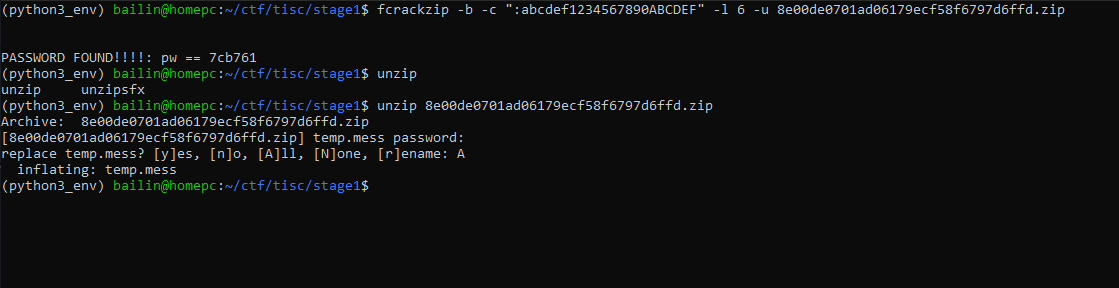 (python3_env) bailin@homepc:~/ctf/tisc/stage1$ fcrackzip -b -c ":abcdef1234567890ABCDEF" -l 6 -u 8e00de0701ad06179ecf58f6797d6ffd.zip
PASSWORD FOUND!!!!: pw == 7cb761
(python3_env) bailin@homepc:~/ctf/tisc/stage1$ unzip
unzip     unzipsfx
(python3_env) bailin@homepc:~/ctf/tisc/stage1$ unzip 8e00de0701ad06179ecf58f6797d6ffd.zip
Archive:  8e00de0701ad06179ecf58f6797d6ffd.zip
[8e00de0701ad06179ecf58f6797d6ffd.zip] temp.mess password:
replace temp.mess? [y]es, [n]o, [A]ll, [N]one, [r]ename: A
  inflating: temp.mess
(python3_env) bailin@homepc:~/ctf/tisc/stage1$